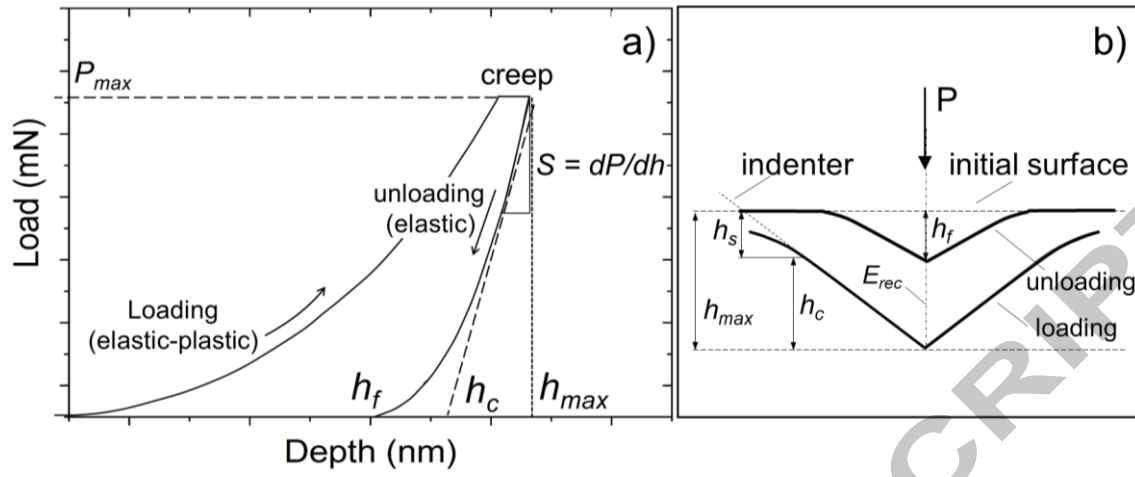 a)
P_max
creep
S = dP/dh
unloading
(elastic)
Loading
(elastic-plastic)
h_f
h_c
h_max
Load (mN)
Depth (nm)
b)
P
indenter
initial surface
h_s
h_f
E_rec
unloading
h_max
h_c
loading
CRIPT